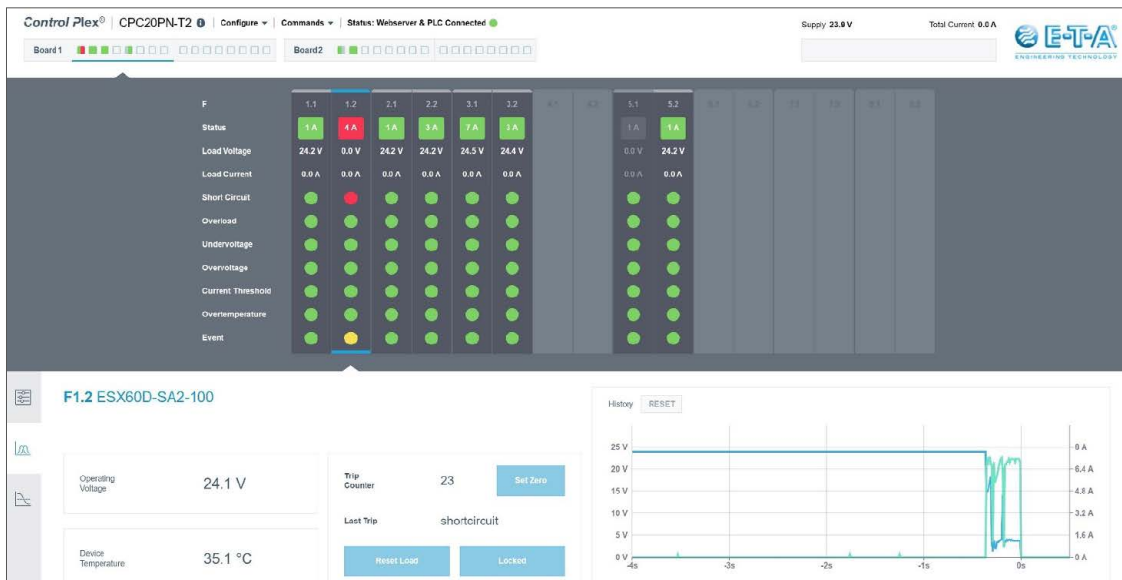 Control Plex® | CPC20PN-T2 | Configure | Commands | Status: Webserver & PLC Connected
Supply 23.9 V Total Current 0.0 A
E-T-A
ENGINEERING TECHNOLOGY
Board 1 Board2
F 1.1 1.2 2.1 2.2 3.1 3.2 4.1 4.2 5.1 5.2 6.1 6.2 7.1 7.2 8.1 8.2
Status 1 A 4 A 1 A 3 A 7 A 3 A 1 A 1 A
Load Voltage 24.2 V 0.0 V 24.2 V 24.2 V 24.5 V 24.4 V 0.0 V 24.2 V
Load Current 0.0 A 0.0 A 0.0 A 0.0 A 0.0 A 0.0 A 0.0 A 0.0 A
Short Circuit
Overload
Undervoltage
Overvoltage
Current Threshold
Overtemperature
Event
F1.2 ESX60D-SA2-100
History RESET
Operating
Voltage
24.1 V
Trip
Counter
23 Set Zero
Last Trip shortcircuit
Device
Temperature
35.1 °C
Reset Load Locked
25 V 8 A
20 V 6.4 A
15 V 4.8 A
10 V 3.2 A
5 V 1.6 A
0 V 0 A
-4s -3s -2s -1s 0s